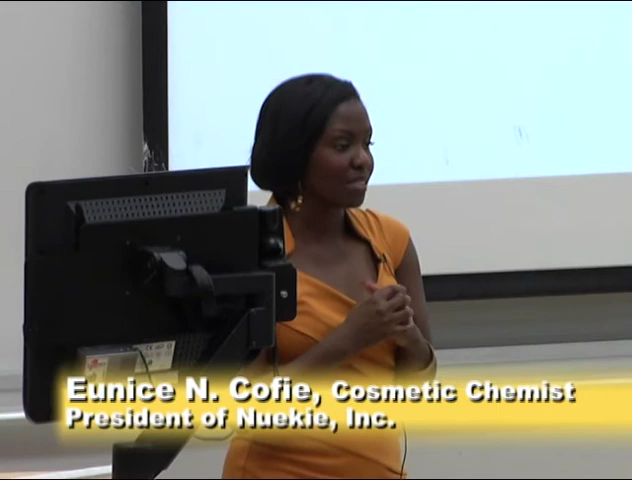 Eunice N. Cofie, Cosmetic Chemist
President of Nuekie, Inc.